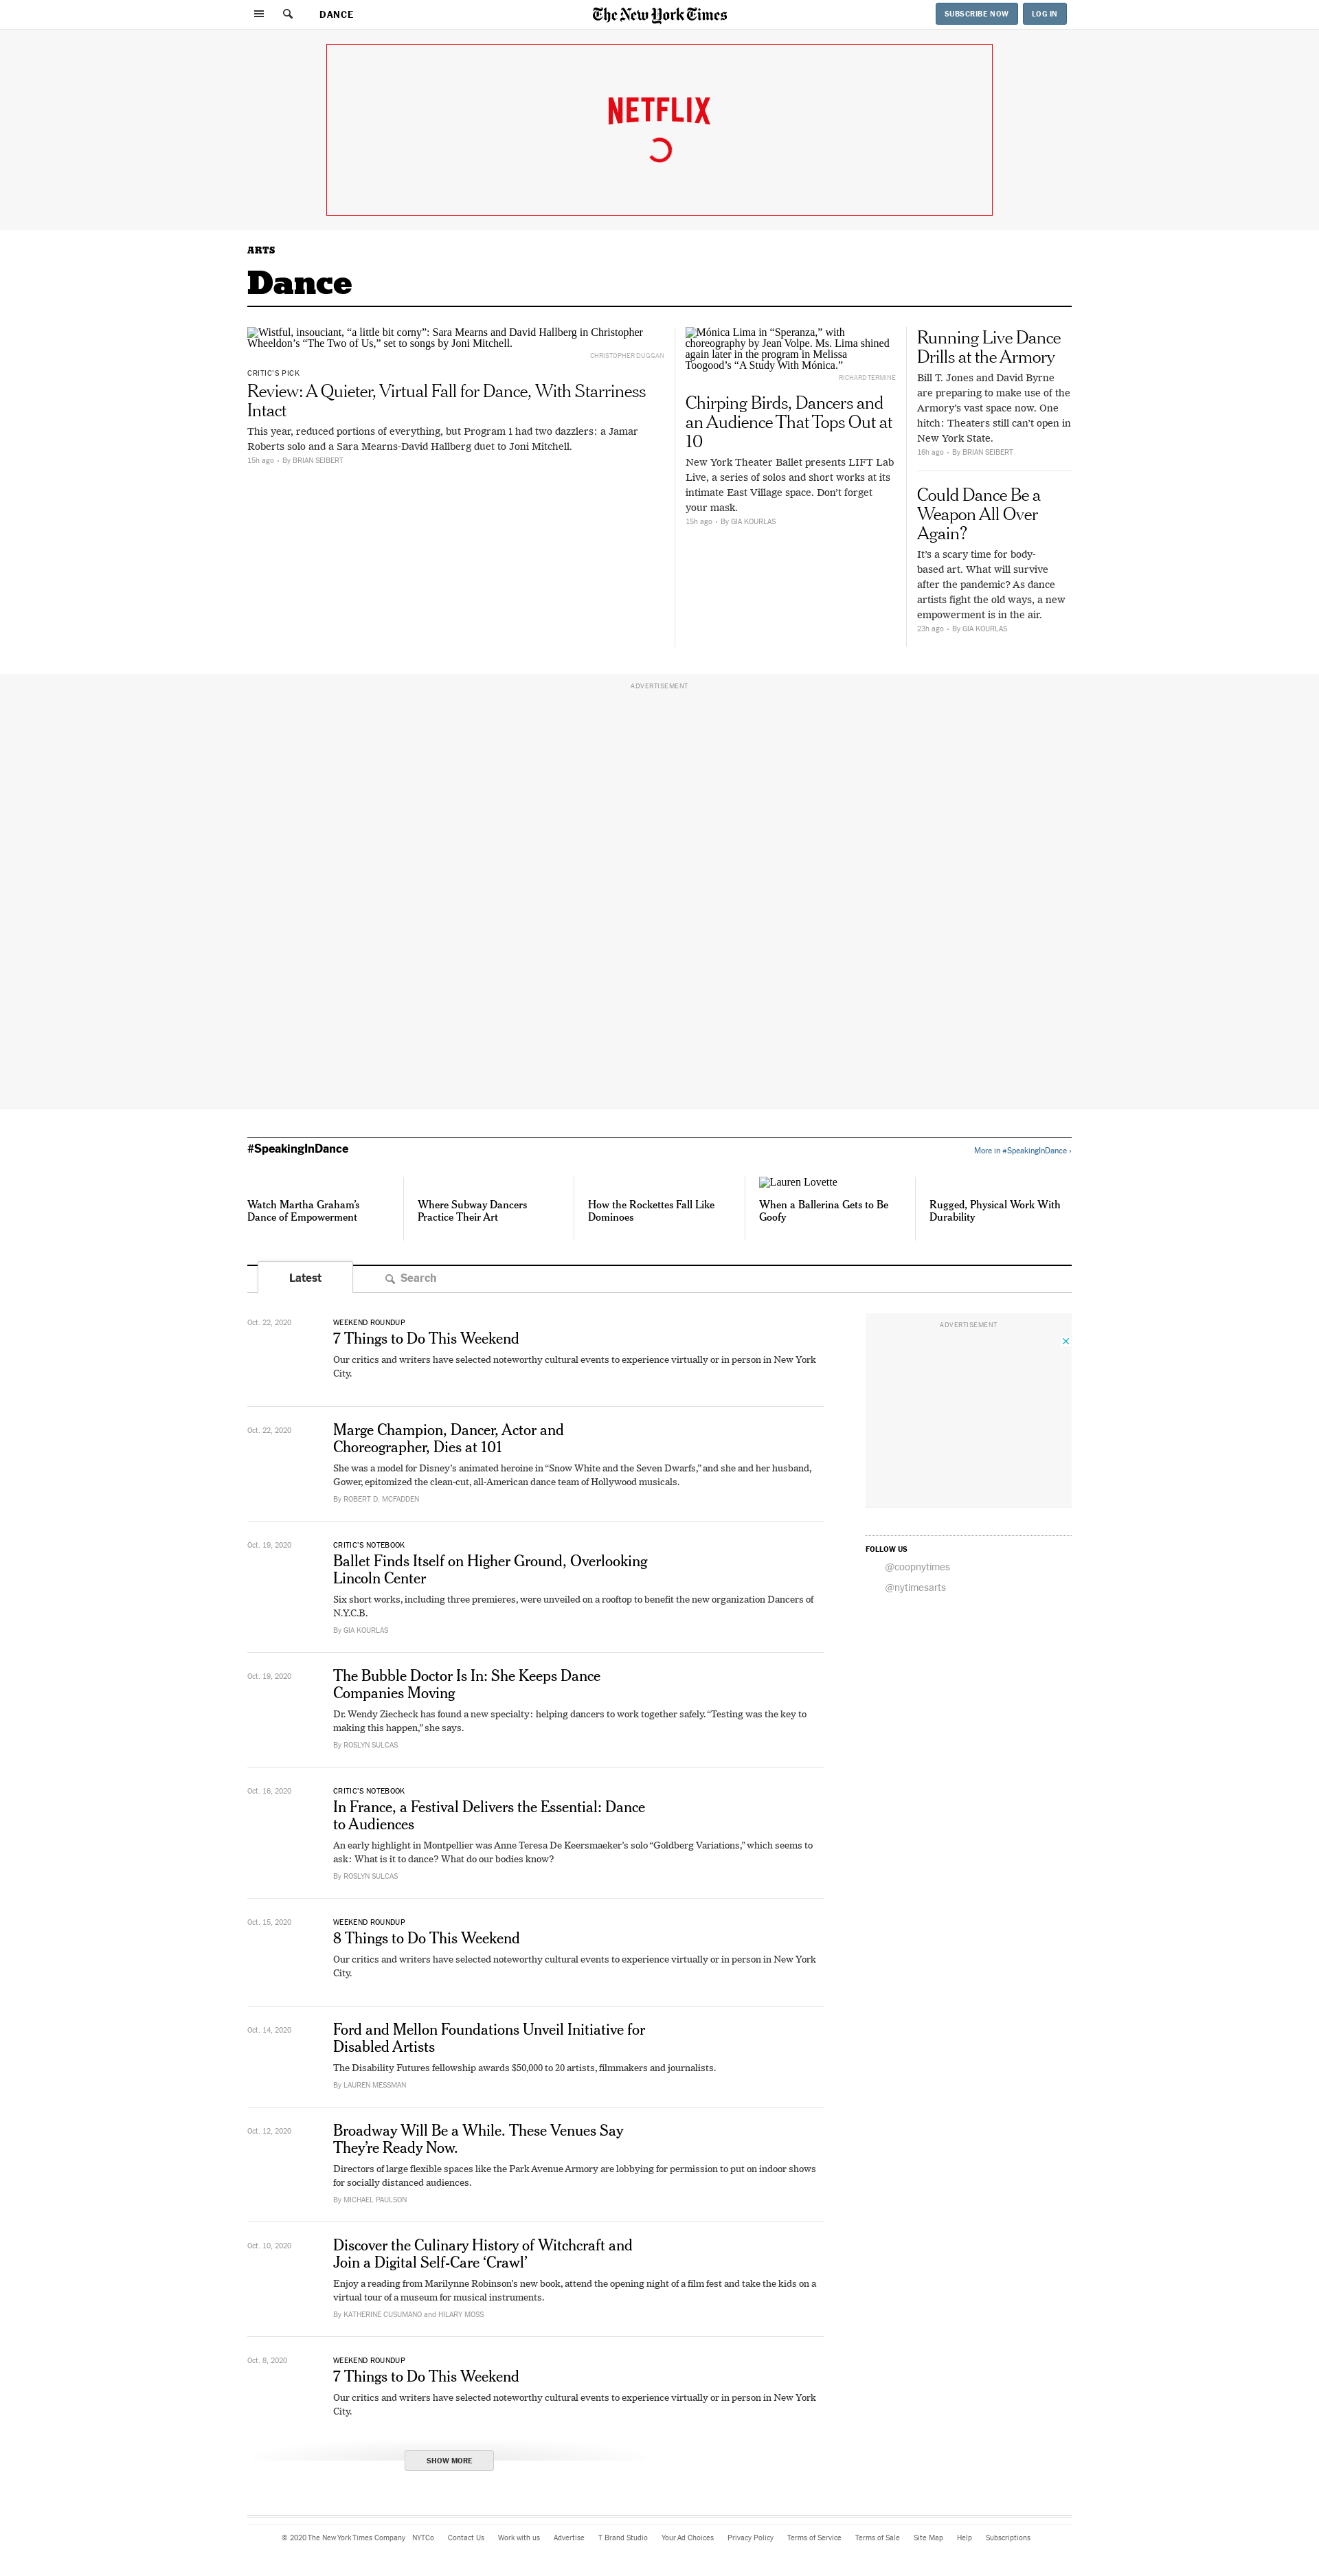 DANCE
The New York Times
SUBSCRIBE NOW
LOG IN
NETFLIX
ARTS
Dance
Wistful, insouciant, “a little bit corny”: Sara Mearns and David Hallberg in Christopher
Wheeldon’s “The Two of Us,” set to songs by Joni Mitchell.
CHRISTOPHER DUGGAN
CRITIC’S PICK
Review: A Quieter, Virtual Fall for Dance, With Starriness
Intact
This year, reduced portions of everything, but Program 1 had two dazzlers: a Jamar
Roberts solo and a Sara Mearns-David Hallberg duet to Joni Mitchell.
15h ago • By BRIAN SEIBERT
Mónica Lima in “Speranza,” with
choreography by Jean Volpe. Ms. Lima shined
again later in the program in Melissa
Toogood’s “A Study With Mónica.”
RICHARD TERMINE
Chirping Birds, Dancers and
an Audience That Tops Out at
10
New York Theater Ballet presents LIFT Lab
Live, a series of solos and short works at its
intimate East Village space. Don’t forget
your mask.
15h ago • By GIA KOURLAS
Running Live Dance
Drills at the Armory
Bill T. Jones and David Byrne
are preparing to make use of the
Armory’s vast space now. One
hitch: Theaters still can’t open in
New York State.
16h ago • By BRIAN SEIBERT
Could Dance Be a
Weapon All Over
Again?
It’s a scary time for body-
based art. What will survive
after the pandemic? As dance
artists fight the old ways, a new
empowerment is in the air.
23h ago • By GIA KOURLAS
ADVERTISEMENT
#SpeakingInDance
More in #SpeakingInDance ›
Watch Martha Graham’s
Dance of Empowerment
Where Subway Dancers
Practice Their Art
How the Rockettes Fall Like
Dominoes
Lauren Lovette
When a Ballerina Gets to Be
Goofy
Rugged, Physical Work With
Durability
Latest
Search
Oct. 22, 2020
WEEKEND ROUNDUP
7 Things to Do This Weekend
Our critics and writers have selected noteworthy cultural events to experience virtually or in person in New York
City.
Oct. 22, 2020
Marge Champion, Dancer, Actor and
Choreographer, Dies at 101
She was a model for Disney’s animated heroine in “Snow White and the Seven Dwarfs,” and she and her husband,
Gower, epitomized the clean-cut, all-American dance team of Hollywood musicals.
By ROBERT D. MCFADDEN
Oct. 19, 2020
CRITIC’S NOTEBOOK
Ballet Finds Itself on Higher Ground, Overlooking
Lincoln Center
Six short works, including three premieres, were unveiled on a rooftop to benefit the new organization Dancers of
N.Y.C.B.
By GIA KOURLAS
Oct. 19, 2020
The Bubble Doctor Is In: She Keeps Dance
Companies Moving
Dr. Wendy Ziecheck has found a new specialty: helping dancers to work together safely. “Testing was the key to
making this happen,” she says.
By ROSLYN SULCAS
Oct. 16, 2020
CRITIC’S NOTEBOOK
In France, a Festival Delivers the Essential: Dance
to Audiences
An early highlight in Montpellier was Anne Teresa De Keersmaeker’s solo “Goldberg Variations,” which seems to
ask: What is it to dance? What do our bodies know?
By ROSLYN SULCAS
Oct. 15, 2020
WEEKEND ROUNDUP
8 Things to Do This Weekend
Our critics and writers have selected noteworthy cultural events to experience virtually or in person in New York
City.
Oct. 14, 2020
Ford and Mellon Foundations Unveil Initiative for
Disabled Artists
The Disability Futures fellowship awards $50,000 to 20 artists, filmmakers and journalists.
By LAUREN MESSMAN
Oct. 12, 2020
Broadway Will Be a While. These Venues Say
They’re Ready Now.
Directors of large flexible spaces like the Park Avenue Armory are lobbying for permission to put on indoor shows
for socially distanced audiences.
By MICHAEL PAULSON
Oct. 10, 2020
Discover the Culinary History of Witchcraft and
Join a Digital Self-Care ‘Crawl’
Enjoy a reading from Marilynne Robinson’s new book, attend the opening night of a film fest and take the kids on a
virtual tour of a museum for musical instruments.
By KATHERINE CUSUMANO and HILARY MOSS
Oct. 8, 2020
WEEKEND ROUNDUP
7 Things to Do This Weekend
Our critics and writers have selected noteworthy cultural events to experience virtually or in person in New York
City.
SHOW MORE
ADVERTISEMENT
FOLLOW US
@coopnytimes
@nytimesarts
© 2020 The New York Times Company NYTCo Contact Us Work with us Advertise T Brand Studio Your Ad Choices Privacy Policy Terms of Service Terms of Sale Site Map Help Subscriptions